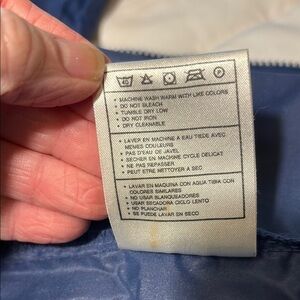 • MACHINE WASH WARM WITH LIKE COLORS
• DO NOT BLEACH
• TUMBLE DRY LOW
• DO NOT IRON
• DRY CLEANABLE
• LAVER EN MACHINE A EAU TIEDE AVEC
MEMES COULEURS
• PAS D'EAU DE JAVEL
• SECHER EN MACHINE CYCLE DELICAT
• NE PAS REPASSER
• PEUT ETRE METTOYER A SEC
• LAVAR EN MAQUINA CON AGUA TIBIA CON
COLORES SIMILARES
• NO USAR BLANQUEADORES
• USAR SECADORA CICLO LENTO
• NO PLANCHAR
• SE PUEDE LAVAR EN SECO